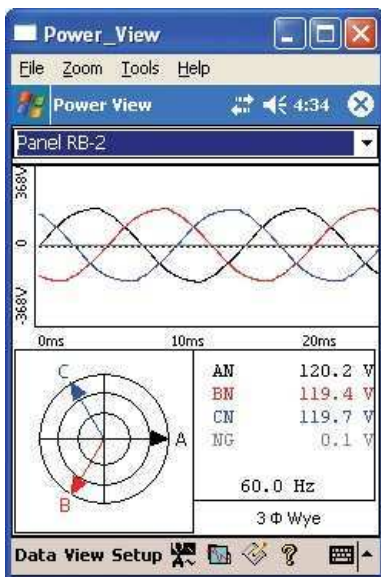 Power_View
File Zoom Tools Help
Power View 4:34
Panel RB-2
368V
0
-368V
0ms 10ms 20ms
C
A
B
AN 120.2 V
BN 119.4 V
CN 119.7 V
NG 0.1 V
60.0 Hz
3 Φ Wye
Data View Setup A~ ?